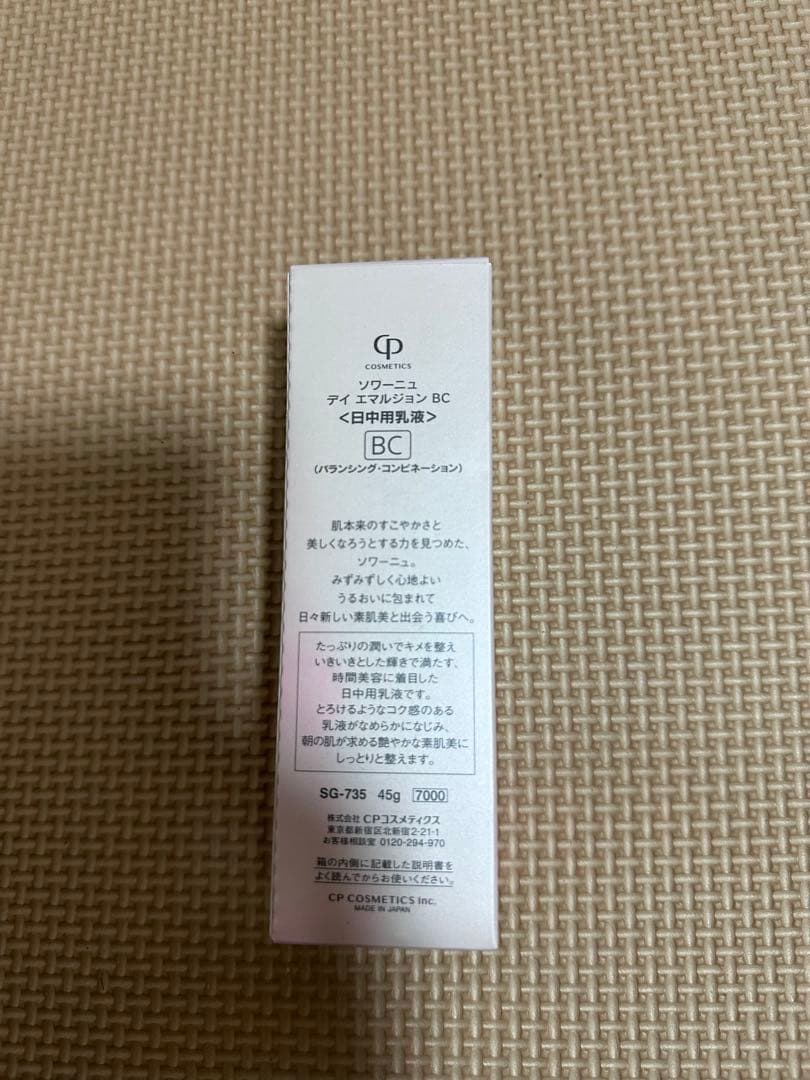 CP
COSMETICS
ソワーニュ
デイ エマルジョン BC
<日中用乳液>
BC
(バランシング・コンビネーション)
肌本来のすこやかさと
美しくなろうとする力を見つめた、
ソワーニュ。
みずみずしく心地よい
うるおいに包まれて
日々新しい素肌美と出会う喜びへ。
たっぷりの潤いでキメを整え
いきいきとした輝きで満たす、
時間美容に着目した
日中用乳液です。
とろけるようなコク感のある
乳液がなめらかになじみ、
朝の肌が求める艶やかな素肌美に
しっとりと整えます。
SG-735 45g 7000
株式会社 CPコスメティクス
東京都新宿区北新宿2-21-1
お客様相談室 0120-294-970
箱の内側に記載した説明書を
よく読んでからお使いください。
CP COSMETICS Inc.
MADE IN JAPAN